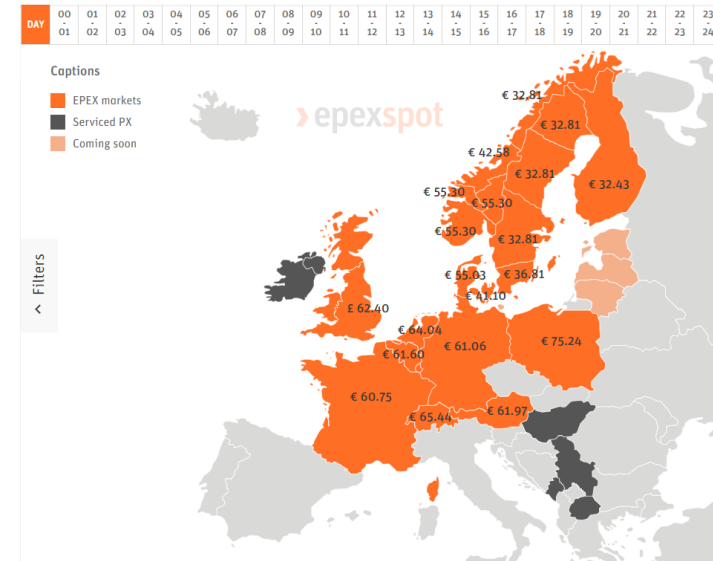 DAY
00 - 01
01 - 02
02 - 03
03 - 04
04 - 05
05 - 06
06 - 07
07 - 08
08 - 09
09 - 10
10 - 11
11 - 12
12 - 13
13 - 14
14 - 15
15 - 16
16 - 17
17 - 18
18 - 19
19 - 20
20 - 21
21 - 22
22 - 23
23 - 24
Captions
EPEX markets
Serviced PX
Coming soon
epexspot
€ 32.81
€ 32.81
€ 42.58
€ 32.81
€ 32.43
€ 55.30
€ 55.30
€ 55.30
€ 32.81
€ 55.03
€ 36.81
€ 41.10
£ 62.40
€ 64.04
€ 61.06
€ 75.24
€ 61.60
€ 60.75
€ 65.44
€ 61.97
Filters